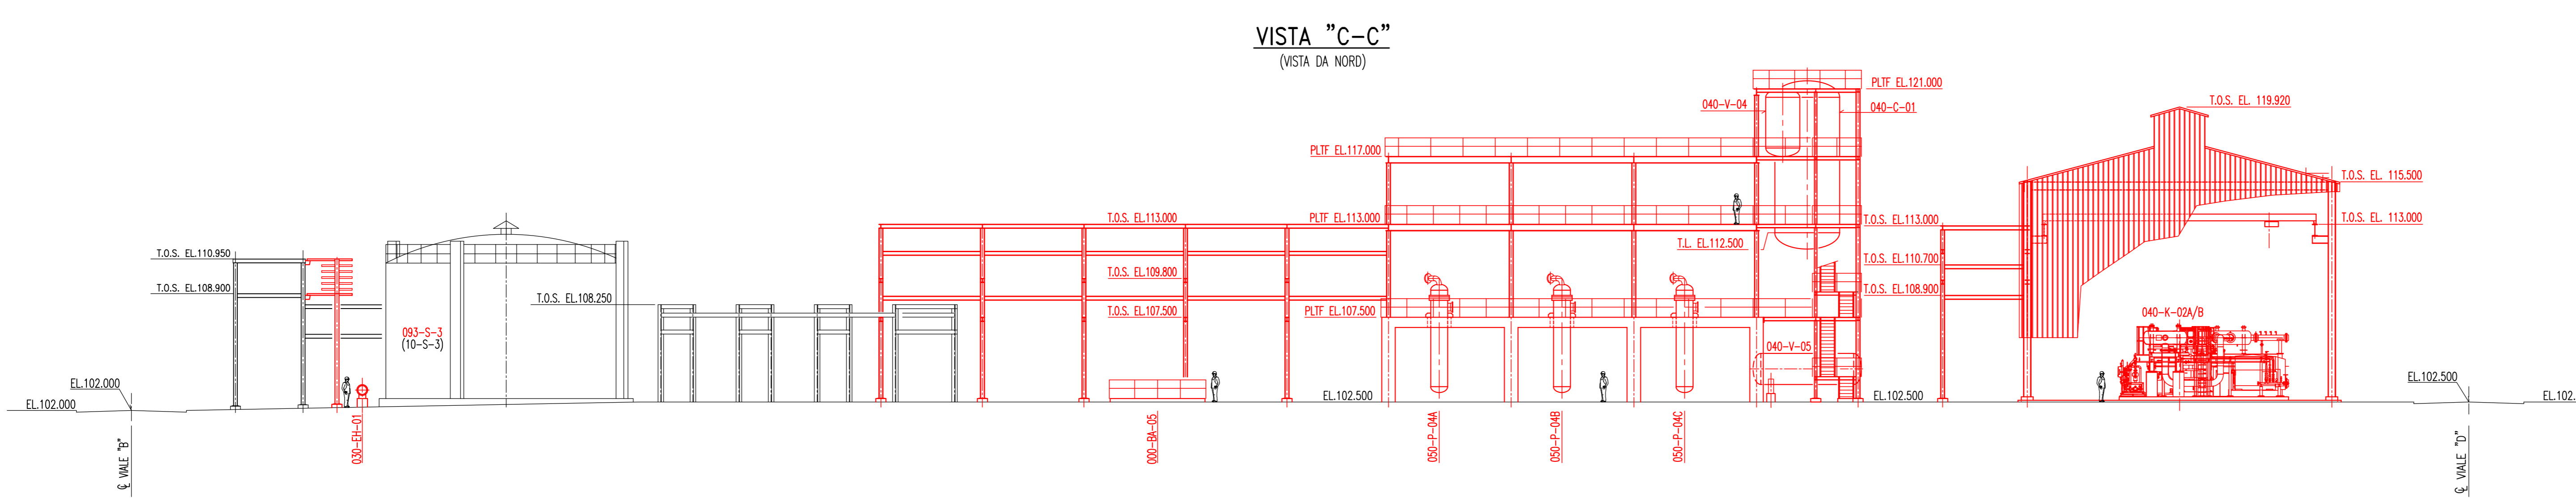 VISTA "C-C"
(VISTA DA NORD)
PLTF EL.121.000
040-V-04
040-C-01
T.O.S. EL. 119.920
PLTF EL.117.000
T.O.S. EL. 115.500
T.O.S. EL.113.000
PLTF EL.113.000
T.O.S. EL.113.000
T.O.S. EL. 113.000
T.L. EL.112.500
T.O.S. EL.110.950
T.O.S. EL.110.700
T.O.S. EL.109.800
T.O.S. EL.108.900
T.O.S. EL.108.900
T.O.S. EL.108.250
T.O.S. EL.107.500
PLTF EL.107.500
040-K-02A/B
093-S-3
(10-S-3)
040-V-05
EL.102.000
EL.102.500
EL.102.000
EL.102.500
EL.102.500
EL.102.
℄ VIALE "B"
030-EH-01
000-BA-05
050-P-04A
050-P-04B
050-P-04C
℄ VIALE "D"